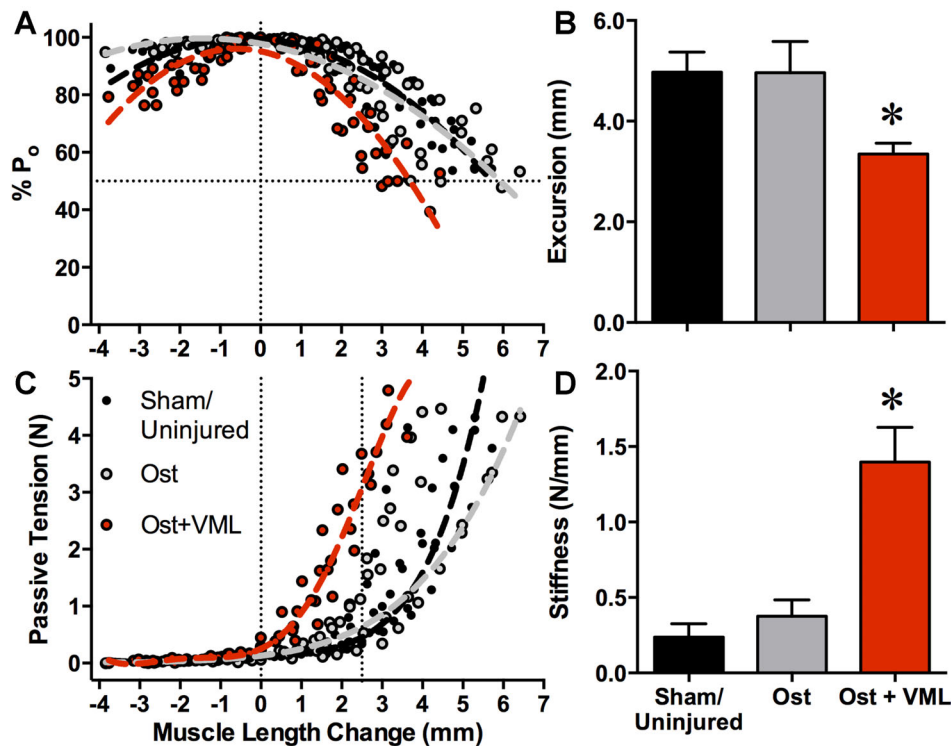 A
% Po
100
80
60
40
20
0
-4 -3 -2 -1 0 1 2 3 4 5 6 7
B
Excursion (mm)
6.0
4.0
2.0
0.0
*
C
Passive Tension (N)
5
4
3
2
1
0
Sham/
Uninjured
Ost
Ost+VML
-4 -3 -2 -1 0 1 2 3 4 5 6 7
Muscle Length Change (mm)
D
Stiffness (N/mm)
2.0
1.5
1.0
0.5
0.0
*
Sham/
Uninjured
Ost
Ost + VML